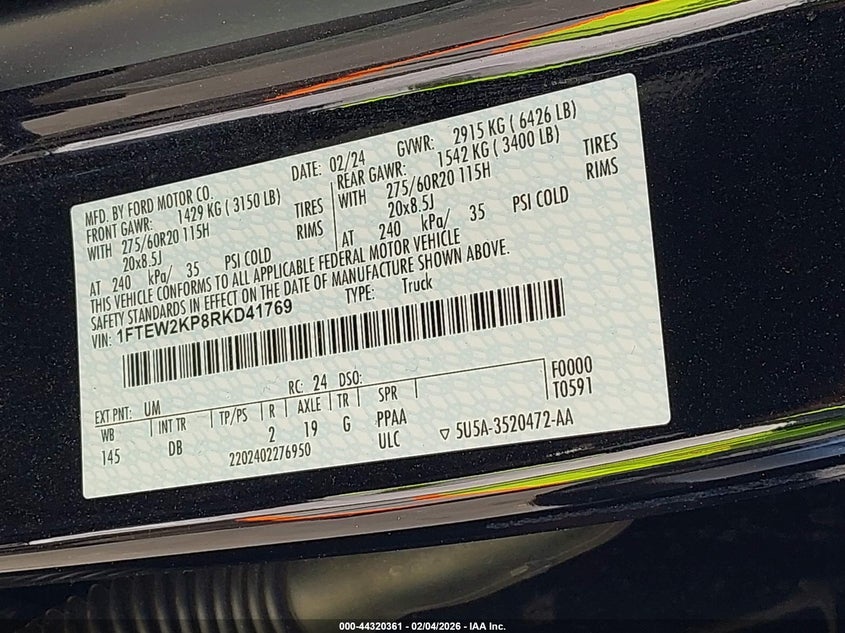 MFD. BY FORD MOTOR CO. DATE: 02/24 GVWR: 2915 KG ( 6426 LB)
FRONT GAWR: 1429 KG ( 3150 LB) REAR GAWR: 1542 KG ( 3400 LB)
WITH 275/60R20 115H TIRES WITH 275/60R20 115H TIRES
20x8.5J RIMS 20x8.5J RIMS
AT 240 kPa/ 35 PSI COLD AT 240 kPa/ 35 PSI COLD
THIS VEHICLE CONFORMS TO ALL APPLICABLE FEDERAL MOTOR VEHICLE
SAFETY STANDARDS IN EFFECT ON THE DATE OF MANUFACTURE SHOWN ABOVE.
VIN: 1FTEW2KP8RKD41769 TYPE: Truck
EXT PNT: UM RC: 24 DSO: F0000
WB INT TR TP/PS R AXLE TR SPR T0591
145 DB 2 19 G PPAA
2202402276950 ULC ▽ 5U5A-3520472-AA
000-44320361 - 02/04/2026 - IAA Inc.